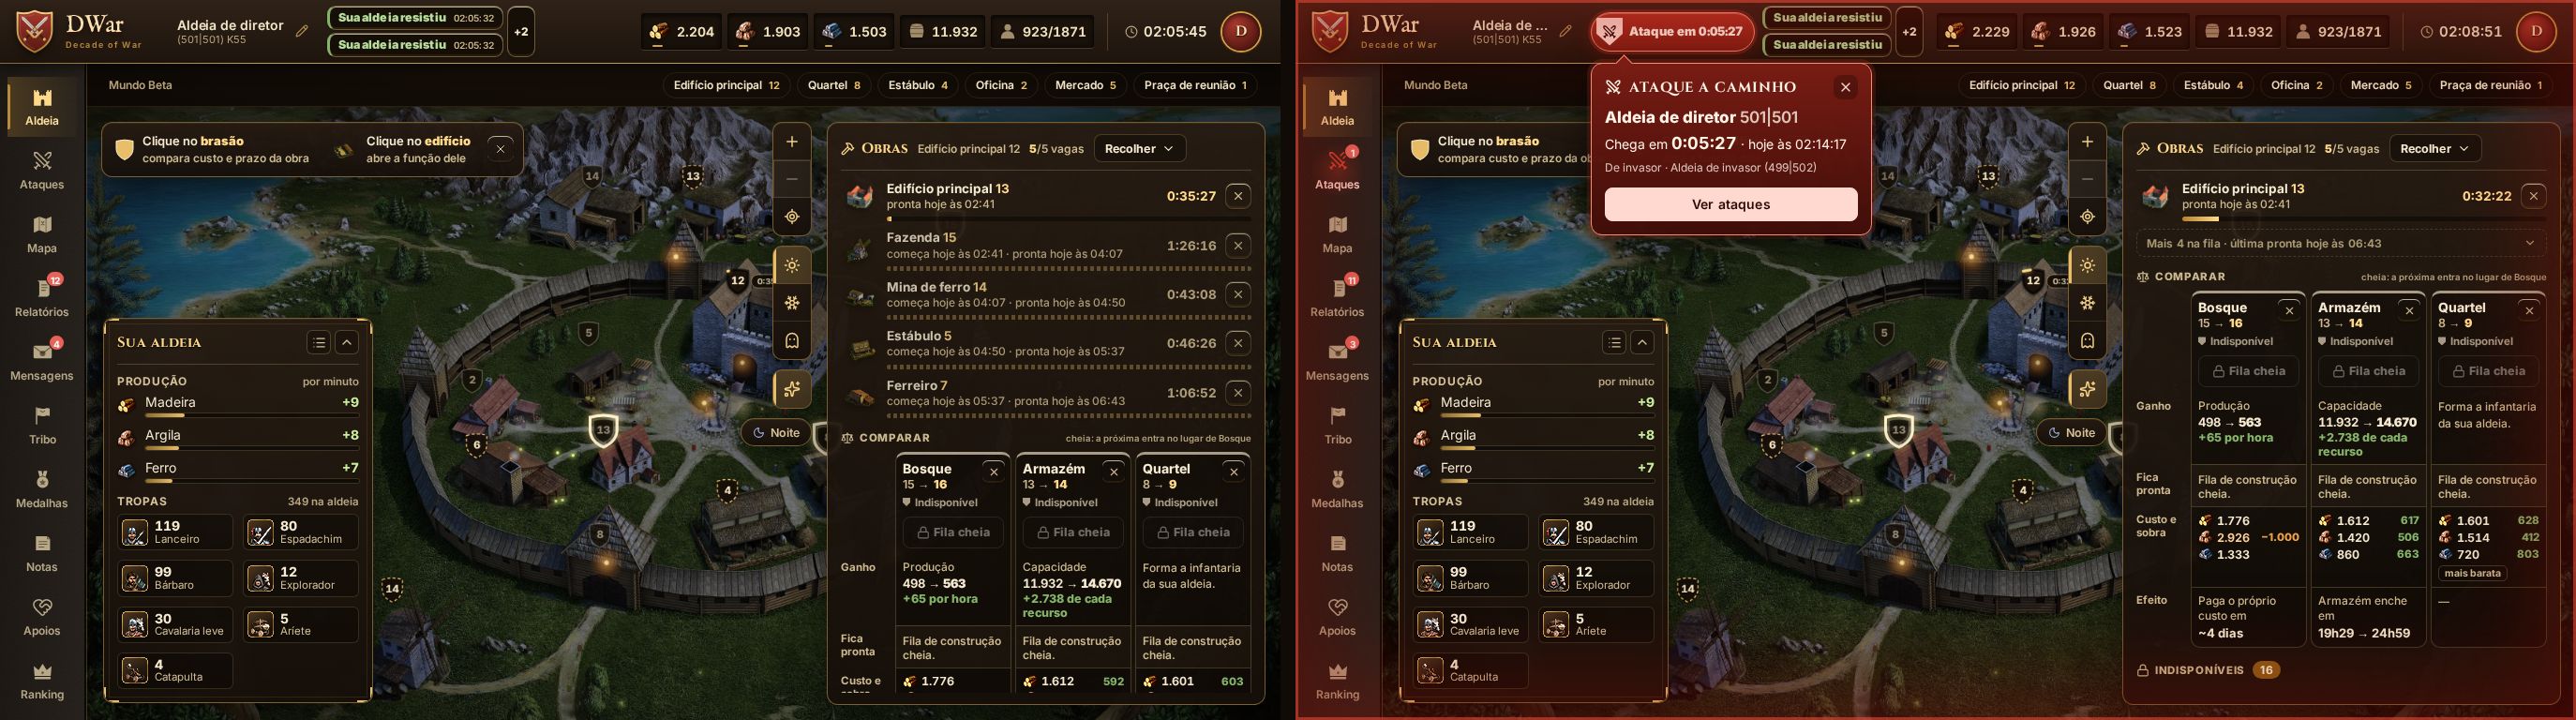 DWar
Decade of War
Aldeia de diretor
(501|501) K55
Sua aldeia resistiu 02:05:32
Sua aldeia resistiu 02:05:32
+2
2.204
1.903
1.503
11.932
923/1871
02:05:45
D
Mundo Beta
Edifício principal 12
Quartel 8
Estábulo 4
Oficina 2
Mercado 5
Praça de reunião 1
Aldeia
Ataques
Mapa
12
Relatórios
4
Mensagens
Tribo
Medalhas
Notas
Apoios
Ranking
Clique no brasão
compara custo e prazo da obra
Clique no edifício
abre a função dele
14
13
12
5
2
13
6
4
8
14
Noite
SUA ALDEIA
PRODUÇÃO por minuto
Madeira +9
Argila +8
Ferro +7
TROPAS 349 na aldeia
119
Lanceiro
80
Espadachim
99
Bárbaro
12
Explorador
30
Cavalaria leve
5
Aríete
4
Catapulta
OBRAS Edifício principal 12 5/5 vagas Recolher
Edifício principal 13
pronta hoje às 02:41
0:35:27
Fazenda 15
começa hoje às 02:41 · pronta hoje às 04:07
1:26:16
Mina de ferro 14
começa hoje às 04:07 · pronta hoje às 04:50
0:43:08
Estábulo 5
começa hoje às 04:50 · pronta hoje às 05:37
0:46:26
Ferreiro 7
começa hoje às 05:37 · pronta hoje às 06:43
1:06:52
COMPARAR cheia: a próxima entra no lugar de Bosque
Bosque
15 → 16
Indisponível
Fila cheia
Armazém
13 → 14
Indisponível
Fila cheia
Quartel
8 → 9
Indisponível
Fila cheia
Ganho
Produção
498 → 563
+65 por hora
Capacidade
11.932 → 14.670
+2.738 de cada
recurso
Forma a infantaria
da sua aldeia.
Fica
pronta
Fila de construção
cheia.
Fila de construção
cheia.
Fila de construção
cheia.
Custo e
1.776
1.612 592
1.601 603
DWar
Decade of War
Aldeia de ...
(501|501) K55
Ataque em 0:05:27
Sua aldeia resistiu
Sua aldeia resistiu
+2
2.229
1.926
1.523
11.932
923/1871
02:08:51
D
Mundo Beta
Edifício principal 12
Quartel 8
Estábulo 4
Oficina 2
Mercado 5
Praça de reunião 1
Aldeia
1
Ataques
Mapa
11
Relatórios
3
Mensagens
Tribo
Medalhas
Notas
Apoios
Ranking
Clique no brasão
compara custo e prazo da ob
ATAQUE A CAMINHO
Aldeia de diretor 501|501
Chega em 0:05:27 · hoje às 02:14:17
De invasor · Aldeia de invasor (499|502)
Ver ataques
14
13
12
5
2
13
6
4
8
14
Noite
SUA ALDEIA
PRODUÇÃO por minuto
Madeira +9
Argila +8
Ferro +7
TROPAS 349 na aldeia
119
Lanceiro
80
Espadachim
99
Bárbaro
12
Explorador
30
Cavalaria leve
5
Aríete
4
Catapulta
OBRAS Edifício principal 12 5/5 vagas Recolher
Edifício principal 13
pronta hoje às 02:41
0:32:22
Mais 4 na fila · última pronta hoje às 06:43
COMPARAR cheia: a próxima entra no lugar de Bosque
Bosque
15 → 16
Indisponível
Fila cheia
Armazém
13 → 14
Indisponível
Fila cheia
Quartel
8 → 9
Indisponível
Fila cheia
Ganho
Produção
498 → 563
+65 por hora
Capacidade
11.932 → 14.670
+2.738 de cada
recurso
Forma a infantaria
da sua aldeia.
Fica
pronta
Fila de construção
cheia.
Fila de construção
cheia.
Fila de construção
cheia.
Custo e
sobra
1.776
2.926 −1.000
1.333
1.612 617
1.420 506
860 663
1.601 628
1.514 412
720 803
mais barata
Efeito
Paga o próprio
custo em
~4 dias
Armazém enche
em
19h29 → 24h59
—
INDISPONÍVEIS 16